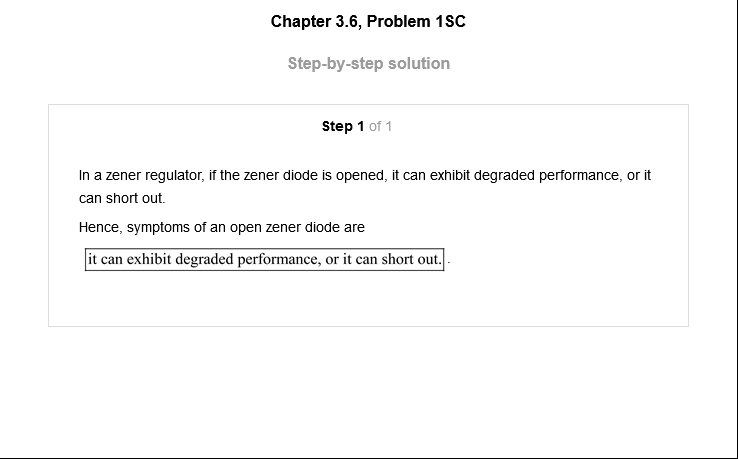 Chapter 3.6, Problem 1SC
Step-by-step solution
Step 1 of 1
In a zener regulator, if the zener diode is opened, it can exhibit degraded performance, or it
can short out.
Hence, symptoms of an open zener diode are
it can exhibit degraded performance, or it can short out. .